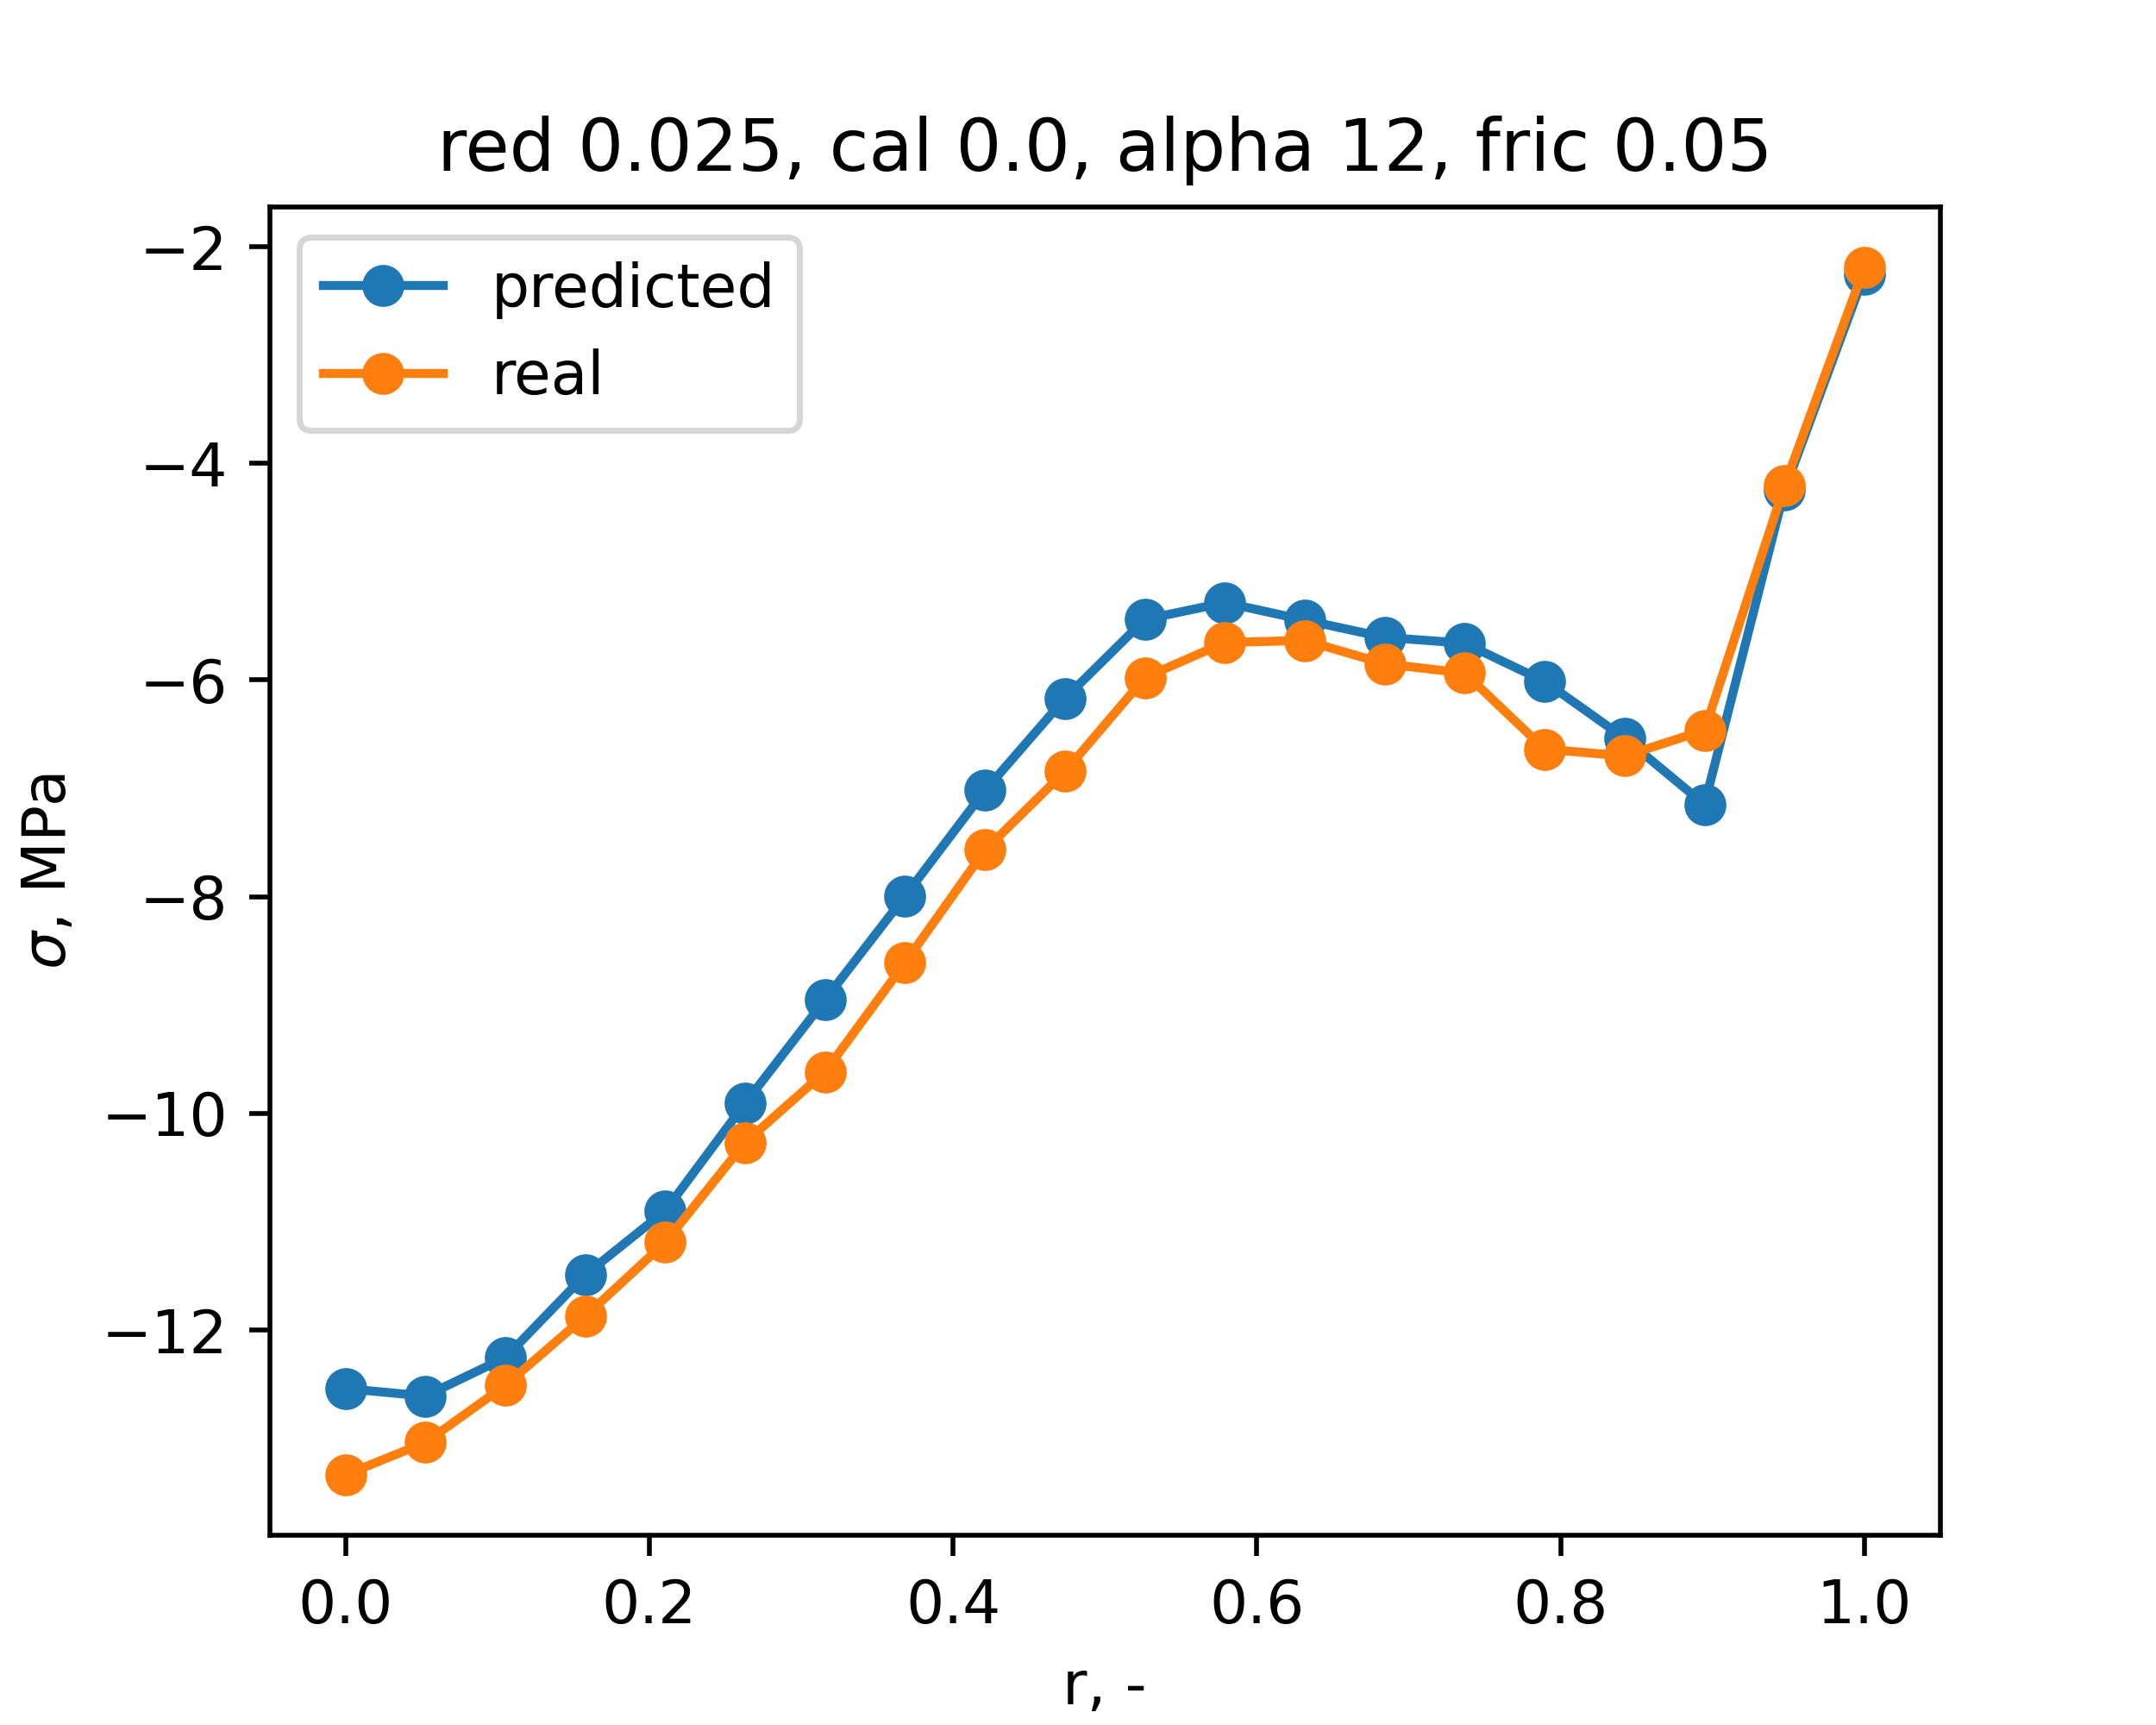 red 0.025, cal 0.0, alpha 12, fric 0.05
predicted
real
−2
−4
−6
−8
−10
−12
σ, MPa
0.0 0.2 0.4 0.6 0.8 1.0
r, -